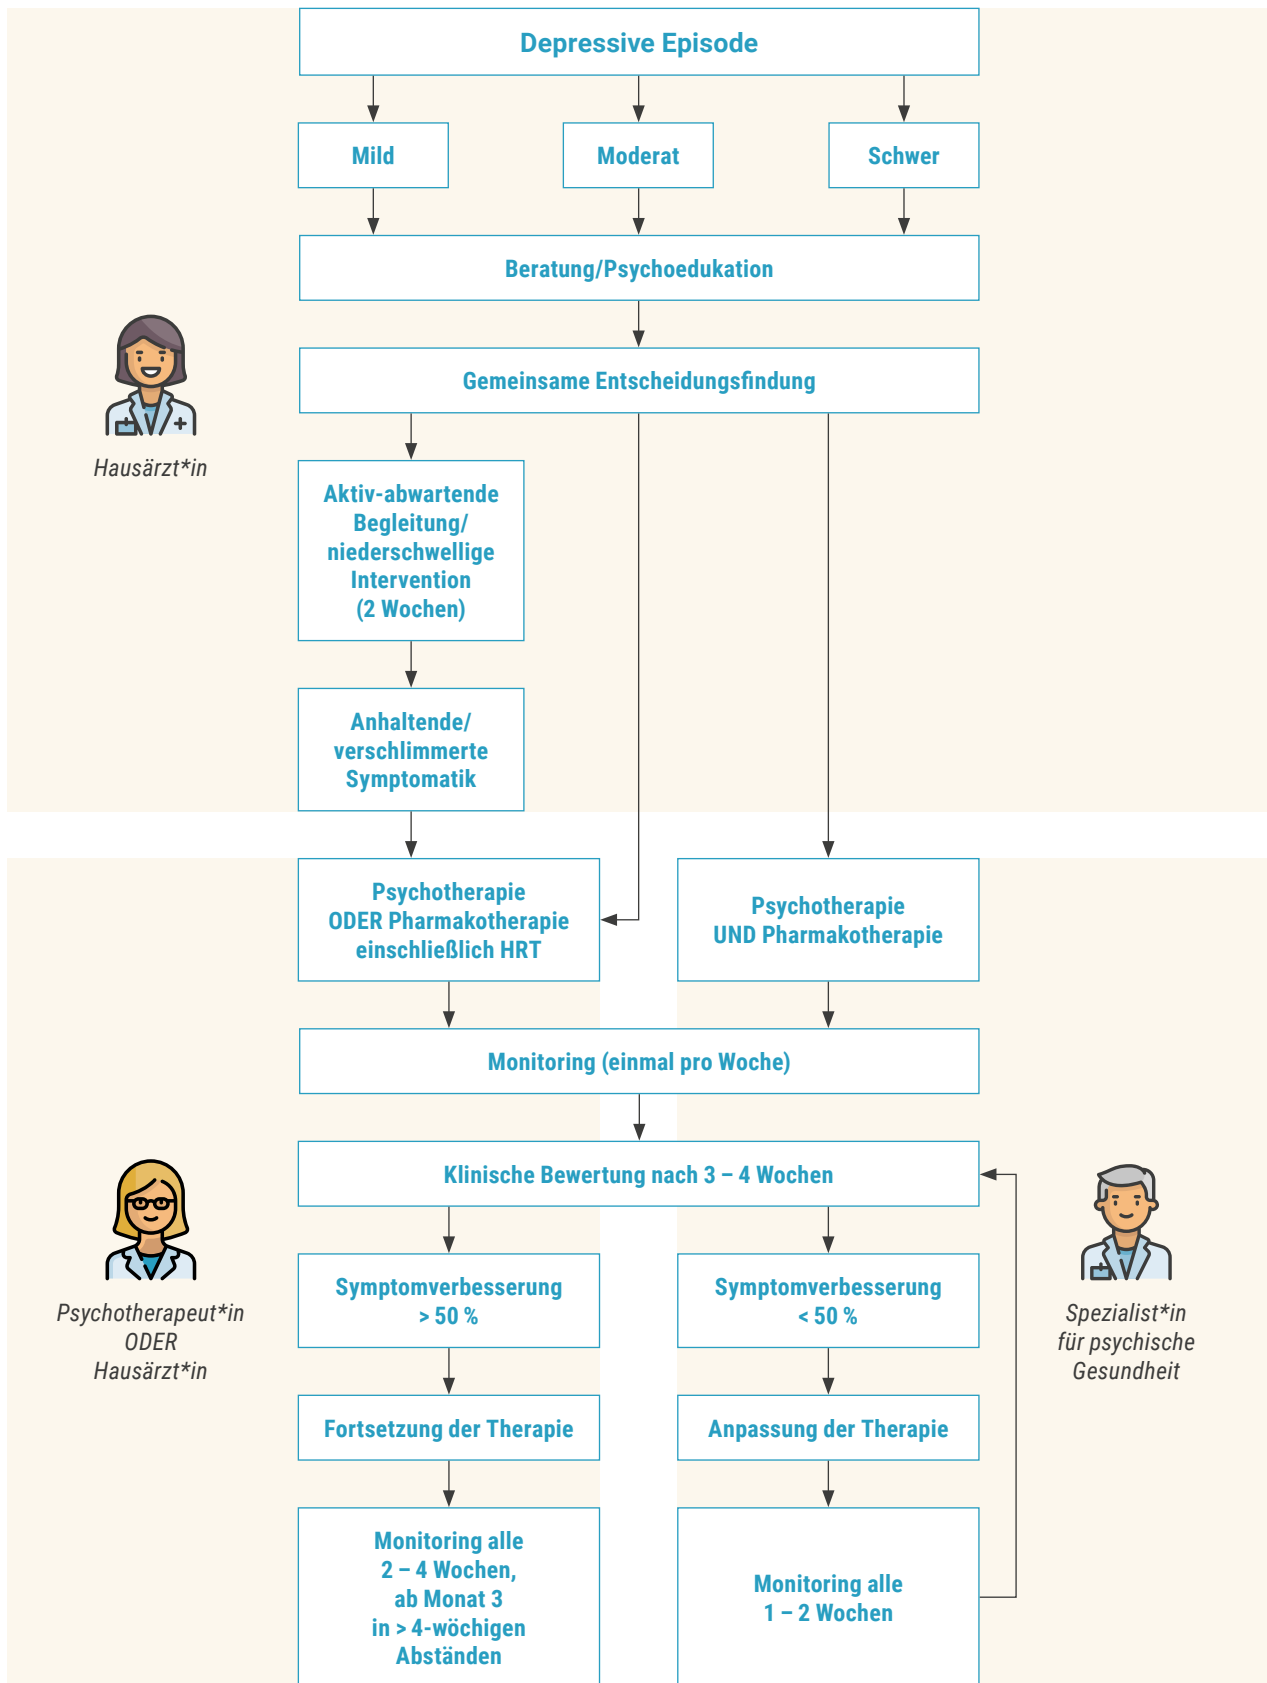 Depressive Episode
Mild
Moderat
Schwer
Beratung/Psychoedukation
Gemeinsame Entscheidungsfindung
Hausärzt*in
Aktiv-abwartende
Begleitung/
niederschwellige
Intervention
(2 Wochen)
Anhaltende/
verschlimmerte
Symptomatik
Psychotherapie
ODER Pharmakotherapie
einschließlich HRT
Psychotherapie
UND Pharmakotherapie
Monitoring (einmal pro Woche)
Klinische Bewertung nach 3 – 4 Wochen
Psychotherapeut*in
ODER
Hausärzt*in
Symptomverbesserung
> 50 %
Symptomverbesserung
< 50 %
Spezialist*in
für psychische
Gesundheit
Fortsetzung der Therapie
Anpassung der Therapie
Monitoring alle
2 – 4 Wochen,
ab Monat 3
in > 4-wöchigen
Abständen
Monitoring alle
1 – 2 Wochen